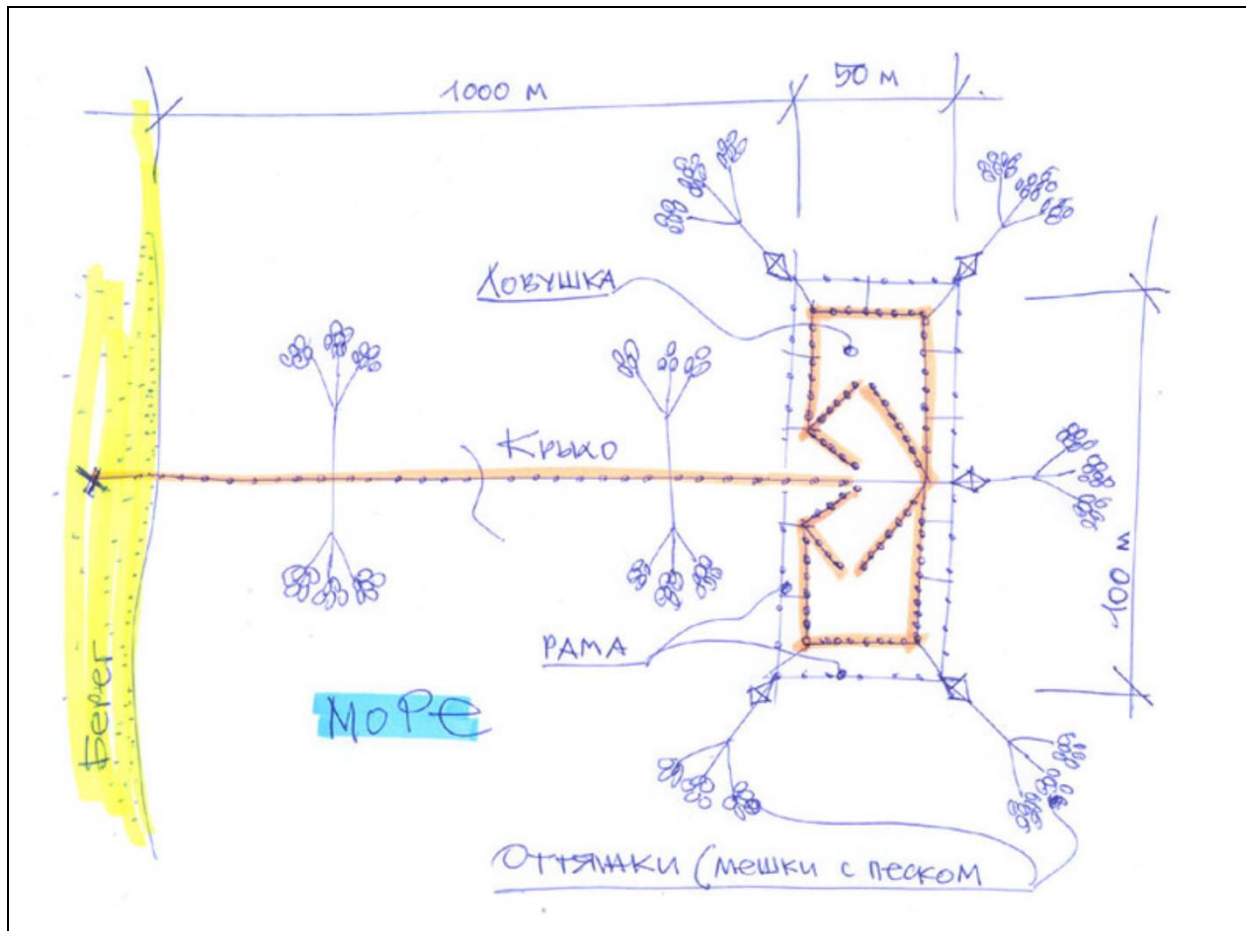 1000 м
50 м
Ловушка
Крыло
100 м
Рама
Берег
Море
Оттяжки (мешки с песком